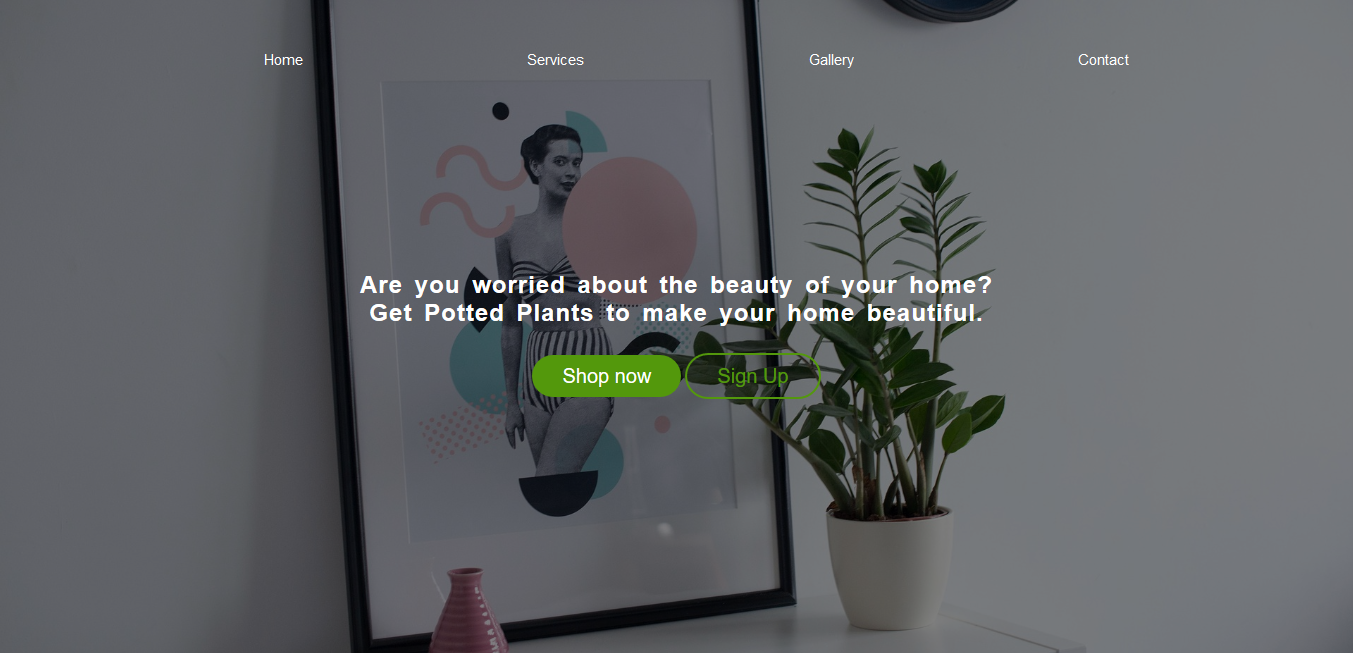 Home Services Gallery Contact
Are you worried about the beauty of your home?
Get Potted Plants to make your home beautiful.
Shop now Sign Up